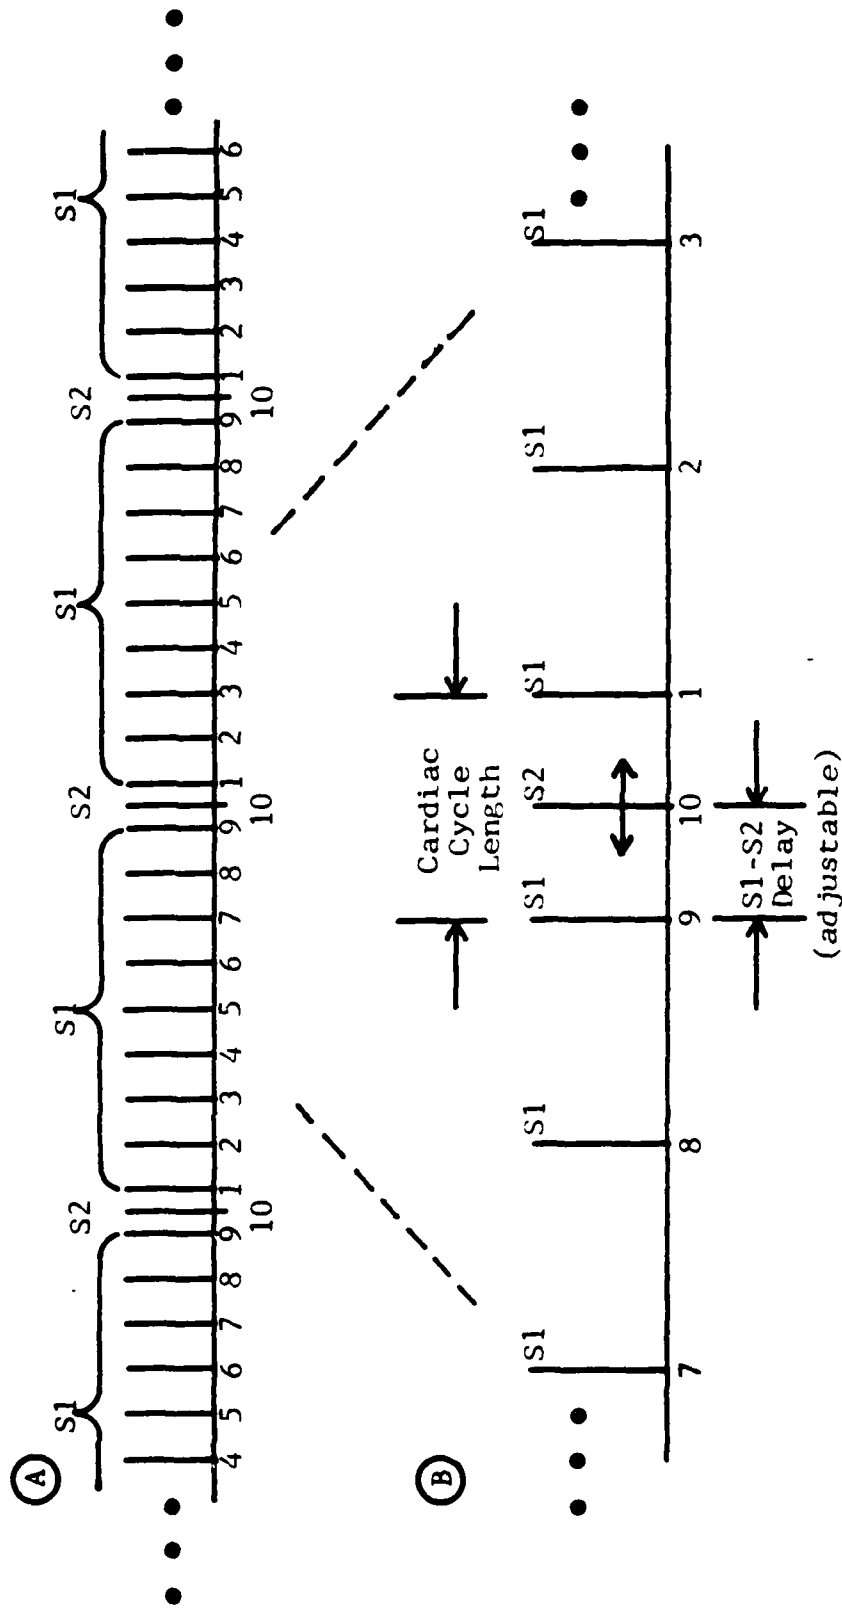 A
S1 S2 S1 S2 S1 S2 S1
4 5 6 7 8 9 1 2 3 4 5 6 7 8 9 1 2 3 4 5 6 7 8 9 1 2 3 4 5 6
10 10 10
B
Cardiac
Cycle
Length
S1 S1 S1 S2 S1 S1 S1
7 8 9 10 1 2 3
S1-S2
Delay
(adjustable)